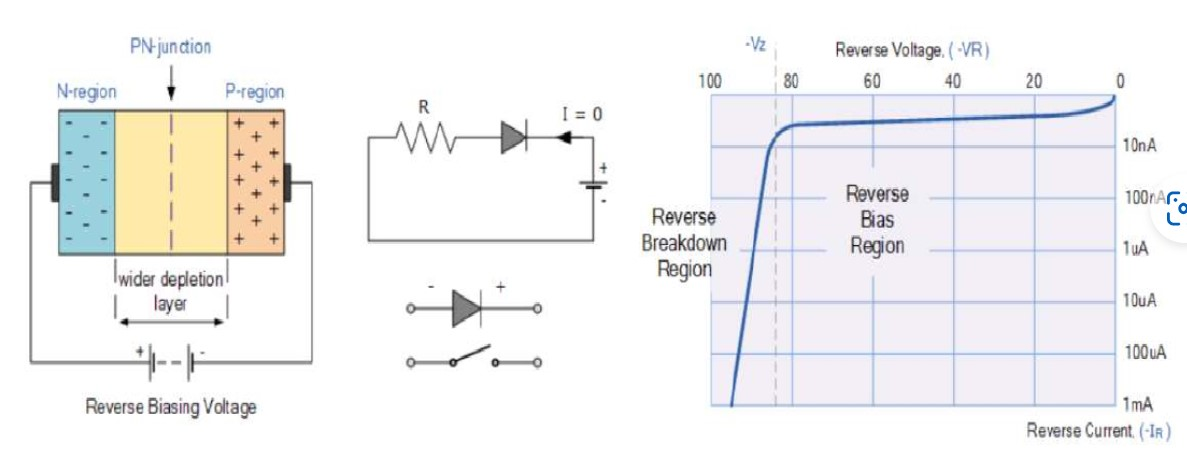 PN-junction
N-region
P-region
wider depletion
layer
+
-
Reverse Biasing Voltage
R
I = 0
+
-
- +
-Vz
Reverse Voltage, ( -VR)
100 80 60 40 20 0
10nA
100nA
1uA
10uA
100uA
1mA
Reverse
Breakdown
Region
Reverse
Bias
Region
Reverse Current, (-IR)